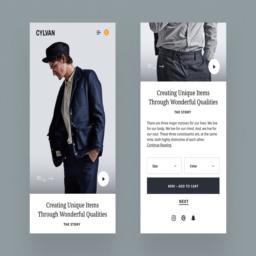 CYLVAN
Creating Unique Items
Through Wonderful Qualities
THE STORY
Creating Unique Items
Through Wonderful Qualities
THE STORY
There are three major motives for our lives. We live
for our body. We live for our mind. And, we live for
our soul. These three constituents are, at the same
time, both highly distinctive of each other.
Continue Reading
Size
Color
ADD TO CART
NEXT